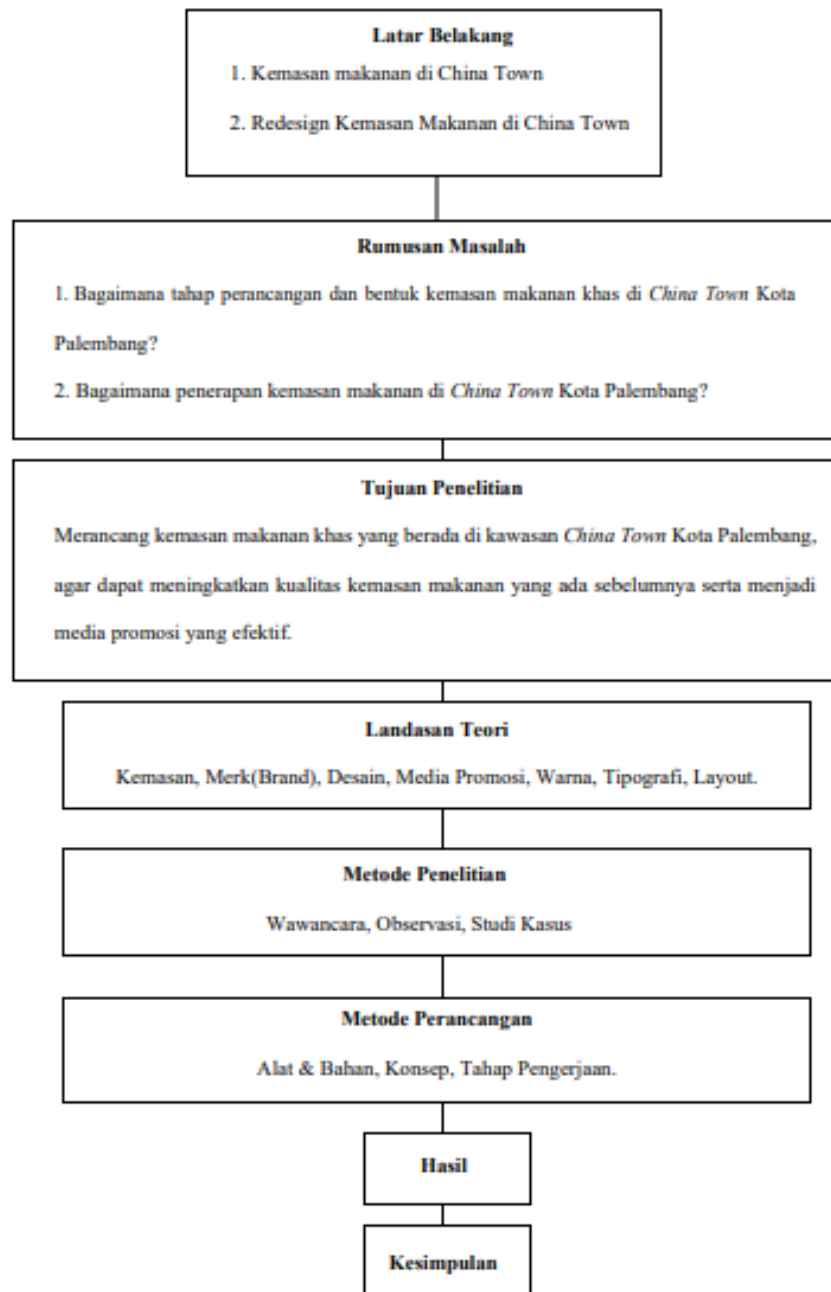 Latar Belakang
1. Kemasan makanan di China Town
2. Redesign Kemasan Makanan di China Town
Rumusan Masalah
1. Bagaimana tahap perancangan dan bentuk kemasan makanan khas di China Town Kota
Palembang?
2. Bagaimana penerapan kemasan makanan di China Town Kota Palembang?
Tujuan Penelitian
Merancang kemasan makanan khas yang berada di kawasan China Town Kota Palembang,
agar dapat meningkatkan kualitas kemasan makanan yang ada sebelumnya serta menjadi
media promosi yang efektif.
Landasan Teori
Kemasan, Merk(Brand), Desain, Media Promosi, Warna, Tipografi, Layout.
Metode Penelitian
Wawancara, Observasi, Studi Kasus
Metode Perancangan
Alat & Bahan, Konsep, Tahap Pengerjaan.
Hasil
Kesimpulan